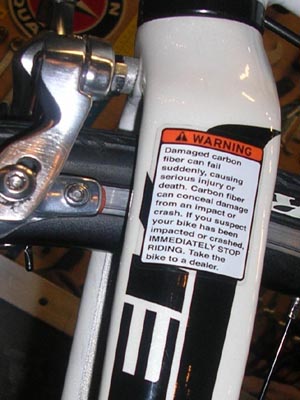 WARNING
Damaged carbon
fiber can fail
suddenly, causing
serious injury or
death. Carbon fiber
can conceal damage
from an impact or
crash. If you suspect
your bike has been
impacted or crashed,
IMMEDIATELY STOP
RIDING. Take the
bike to a dealer.
E